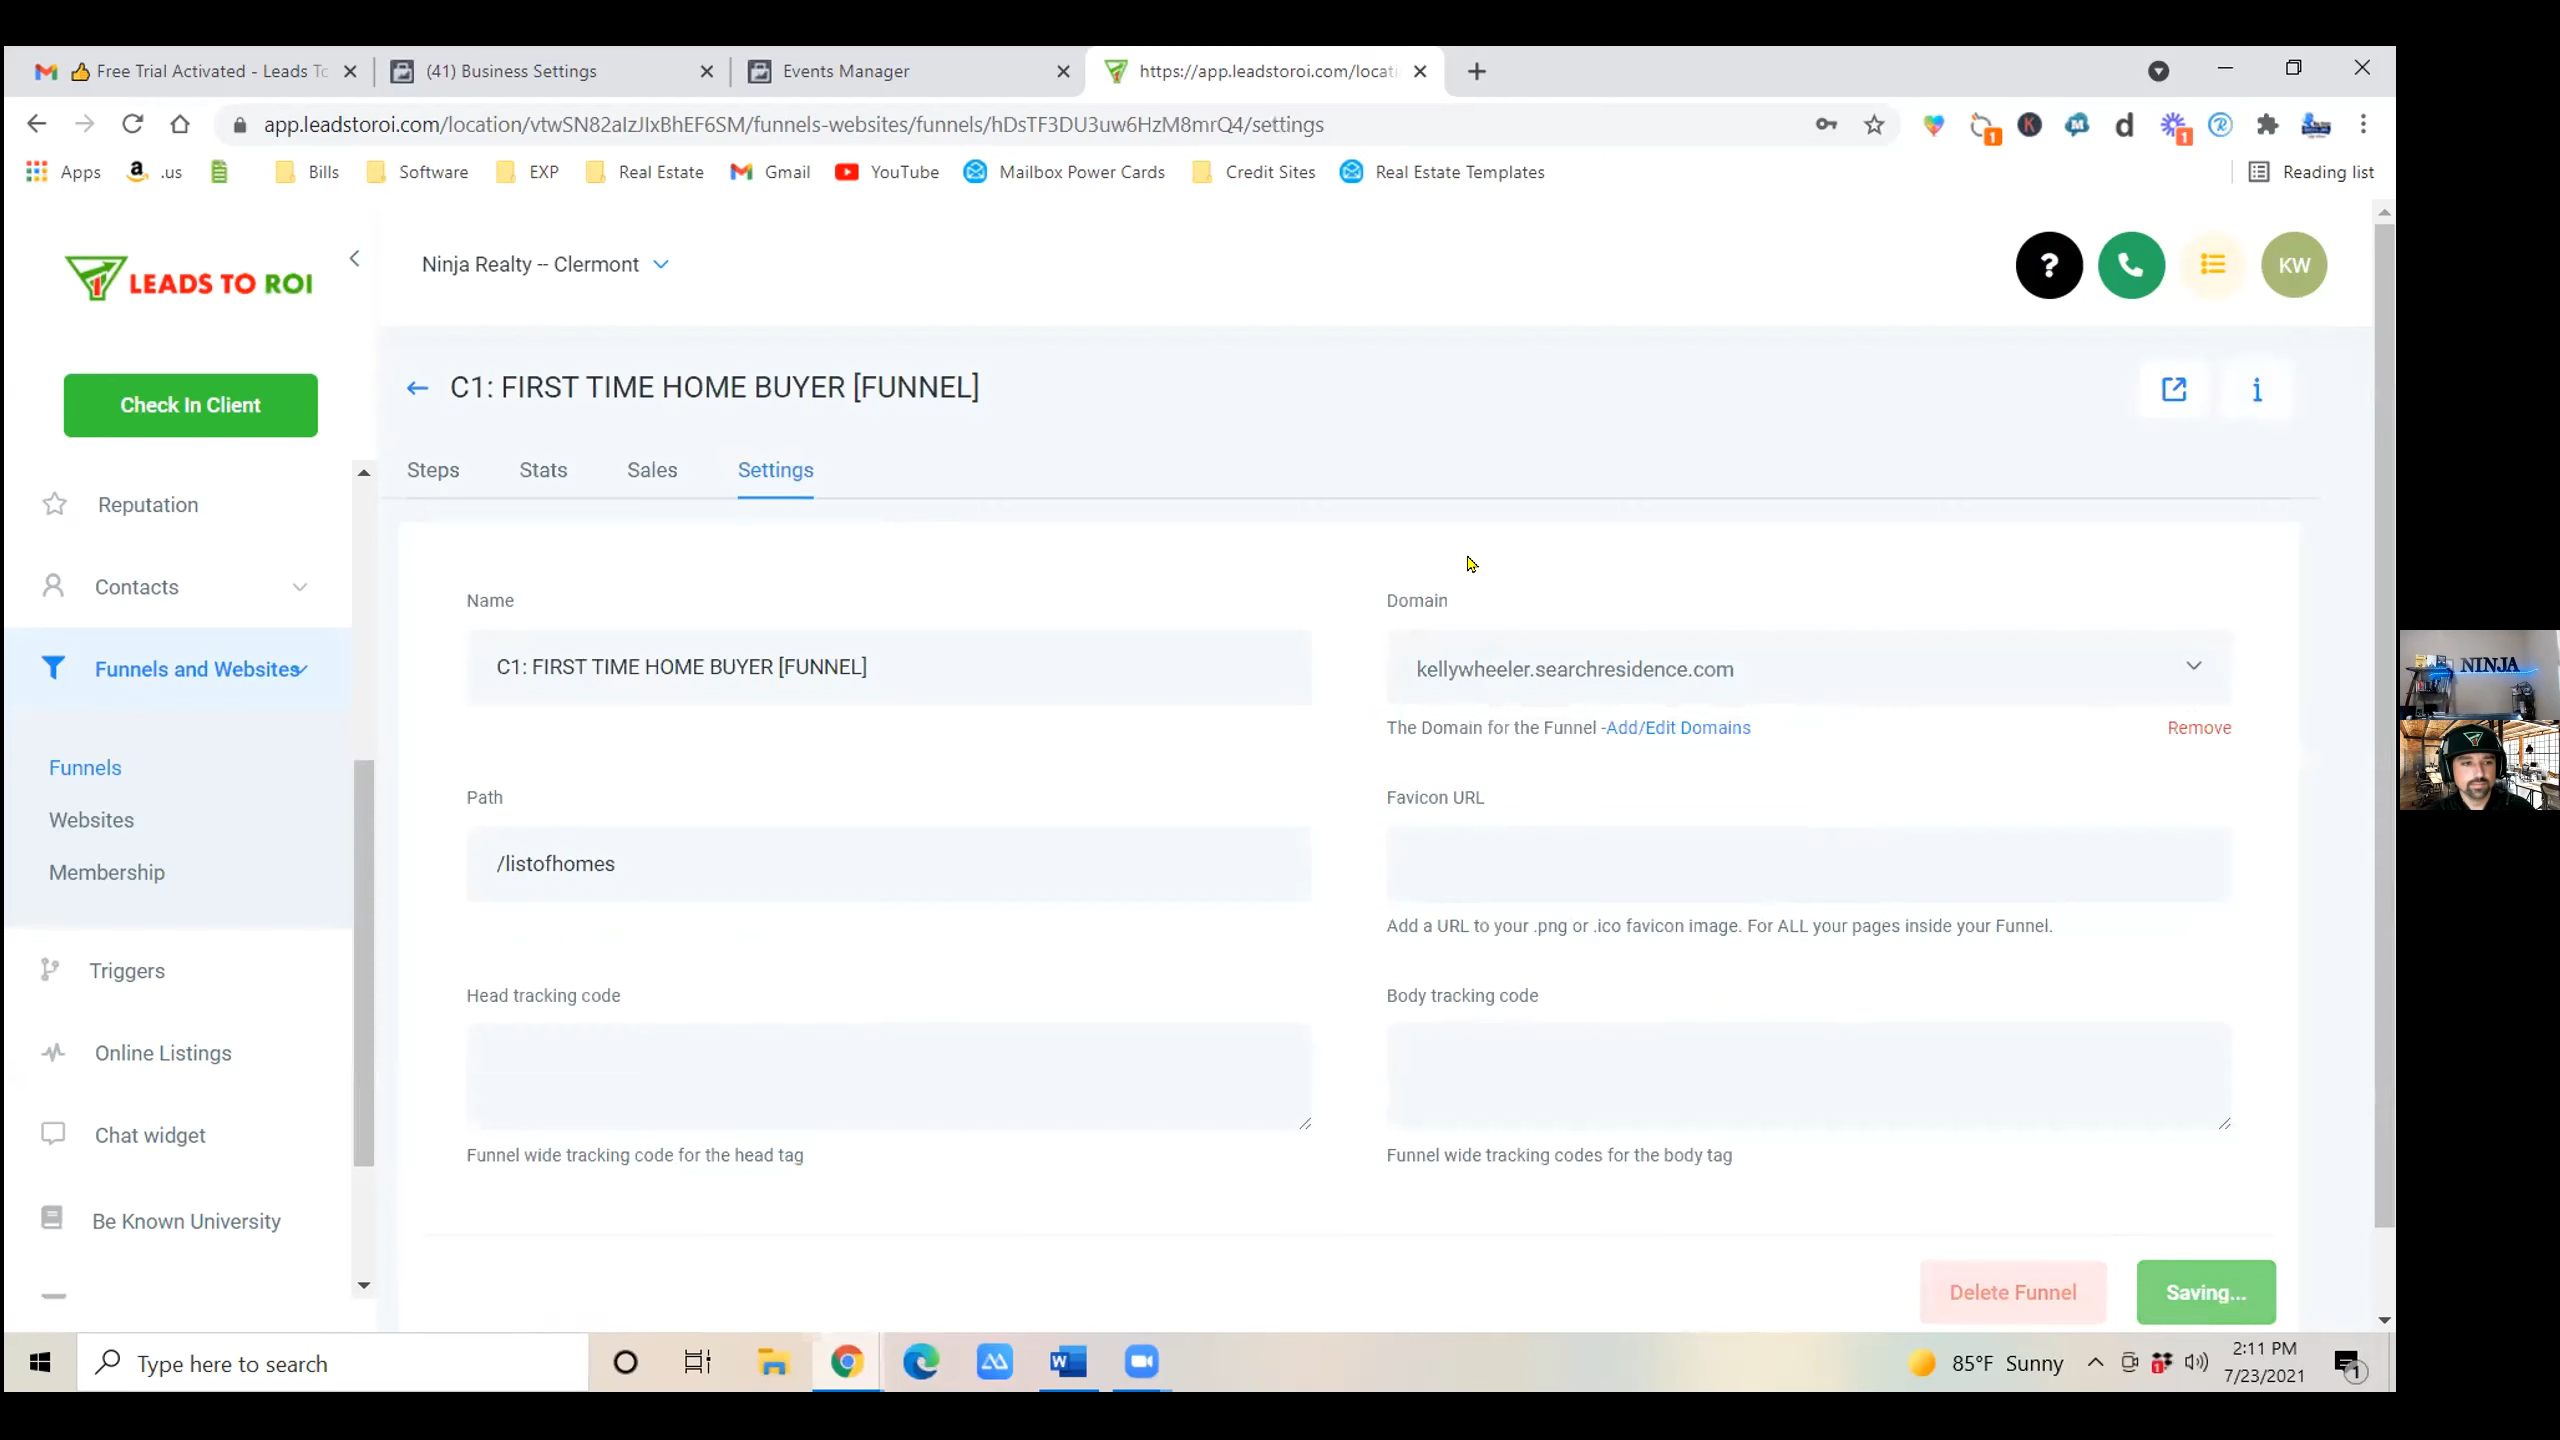 👍 Free Trial Activated - Leads To
(41) Business Settings
Events Manager
https://app.leadstoroi.com/locati
app.leadstoroi.com/location/vtwSN82aIzJIxBhEF6SM/funnels-websites/funnels/hDsTF3DU3uw6HzM8mrQ4/settings
Apps
.us
Bills
Software
EXP
Real Estate
Gmail
YouTube
Mailbox Power Cards
Credit Sites
Real Estate Templates
Reading list
LEADS TO ROI
Ninja Realty -- Clermont
KW
Check In Client
C1: FIRST TIME HOME BUYER [FUNNEL]
Steps
Stats
Sales
Settings
Reputation
Contacts
Funnels and Websites
Funnels
Websites
Membership
Triggers
Online Listings
Chat widget
Be Known University
Name
C1: FIRST TIME HOME BUYER [FUNNEL]
Domain
kellywheeler.searchresidence.com
The Domain for the Funnel -Add/Edit Domains
Remove
Path
/listofhomes
Favicon URL
Add a URL to your .png or .ico favicon image. For ALL your pages inside your Funnel.
Head tracking code
Funnel wide tracking code for the head tag
Body tracking code
Funnel wide tracking codes for the body tag
Delete Funnel
Saving...
NINJA
Type here to search
85°F Sunny
2:11 PM
7/23/2021